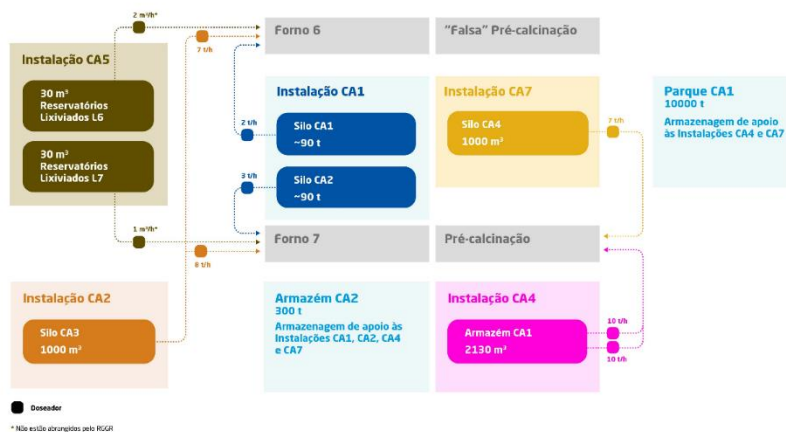 2 m³/h*
7 t/h
Forno 6
"Falsa" Pré-calcinação
Instalação CA5
30 m³
Reservatórios
Lixiviados L6
30 m³
Reservatórios
Lixiviados L7
2 t/h
3 t/h
Instalação CA1
Silo CA1
~90 t
Silo CA2
~90 t
Instalação CA7
Silo CA4
1000 m³
7 t/h
Parque CA1
10000 t
Armazenagem de apoio
às Instalações CA4 e CA7
1 m³/h*
8 t/h
Forno 7
Pré-calcinação
Instalação CA2
Silo CA3
1000 m³
Armazém CA2
300 t
Armazenagem de apoio às
Instalações CA1, CA2, CA4
e CA7
Instalação CA4
Armazém CA1
2130 m³
10 t/h
10 t/h
Doseador
* Não estão abrangidas pelo RGGR